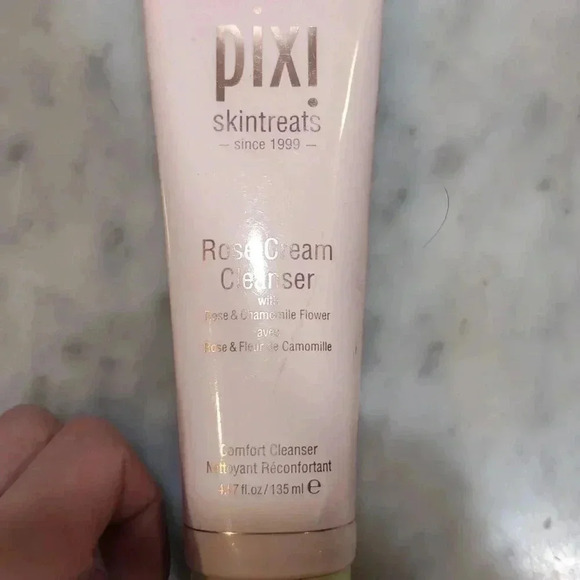 pixi
skintreats
– since 1999 –
Rose Cream
Cleanser
with
Rose & Chamomile Flower
avec
Rose & Fleur de Camomille
Comfort Cleanser
Nettoyant Réconfortant
fl.oz/135 ml ℮